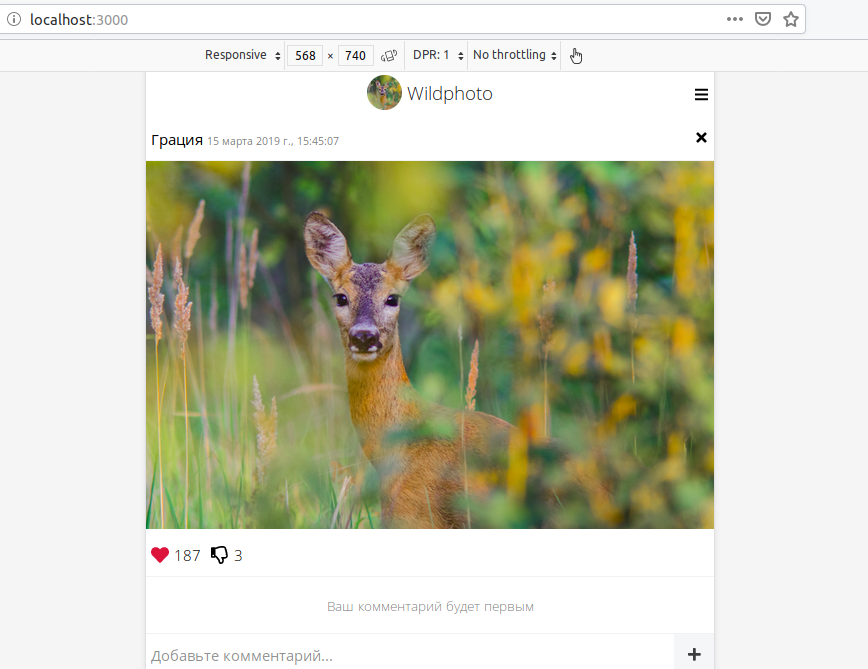 localhost:3000
Responsive 568 × 740 DPR: 1 No throttling
Wildphoto
Грация 15 марта 2019 г., 15:45:07
187 3
Ваш комментарий будет первым
Добавьте комментарий...